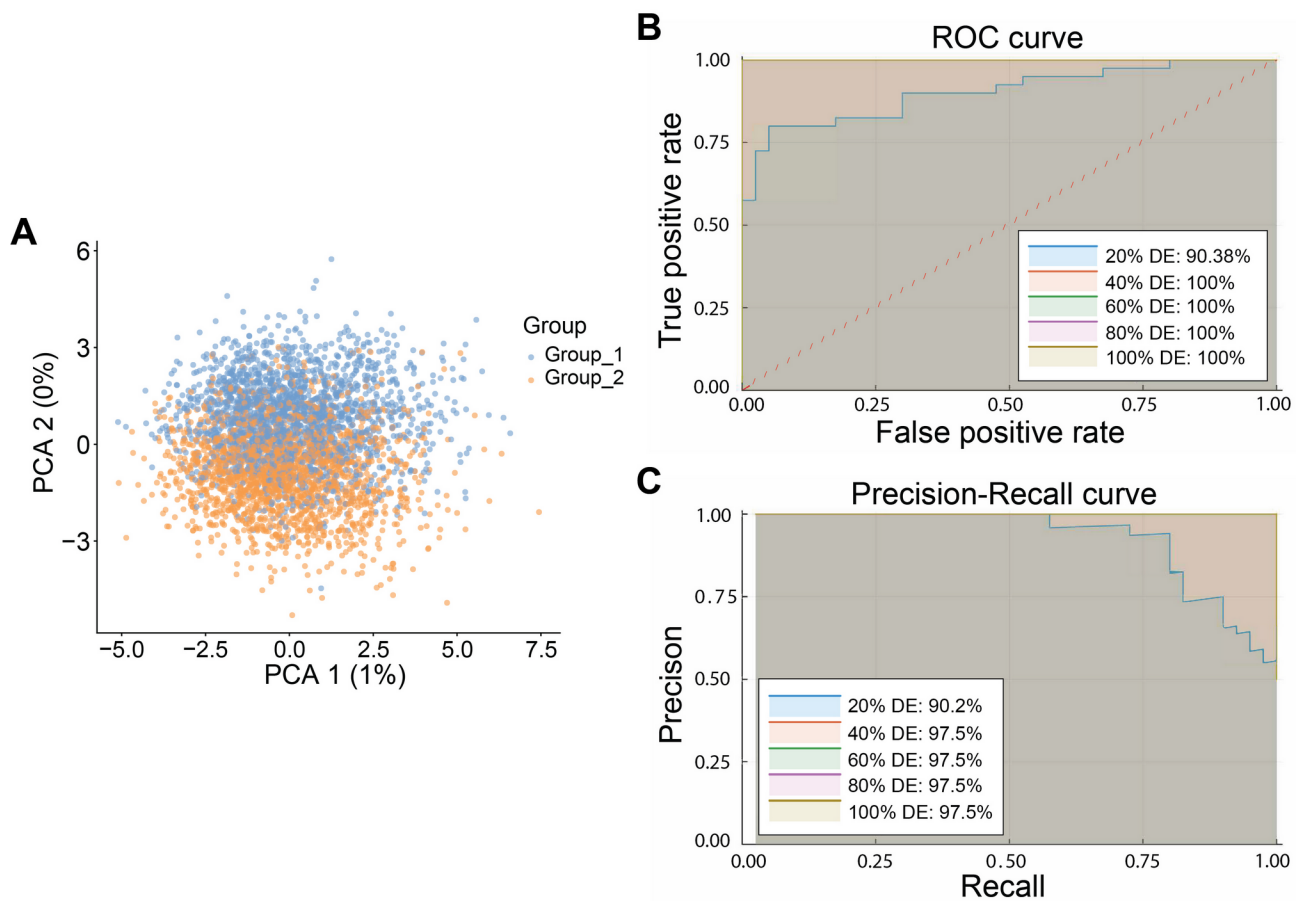 A
6
3
0
−3
PCA 2 (0%)
−5.0 −2.5 0.0 2.5 5.0 7.5
PCA 1 (1%)
Group
Group_1
Group_2
B
ROC curve
1.00
0.75
0.50
0.25
0.00
True positive rate
0.00 0.25 0.50 0.75 1.00
False positive rate
20% DE: 90.38%
40% DE: 100%
60% DE: 100%
80% DE: 100%
100% DE: 100%
C
Precision-Recall curve
1.00
0.75
0.50
0.25
0.00
Precison
0.00 0.25 0.50 0.75 1.00
Recall
20% DE: 90.2%
40% DE: 97.5%
60% DE: 97.5%
80% DE: 97.5%
100% DE: 97.5%